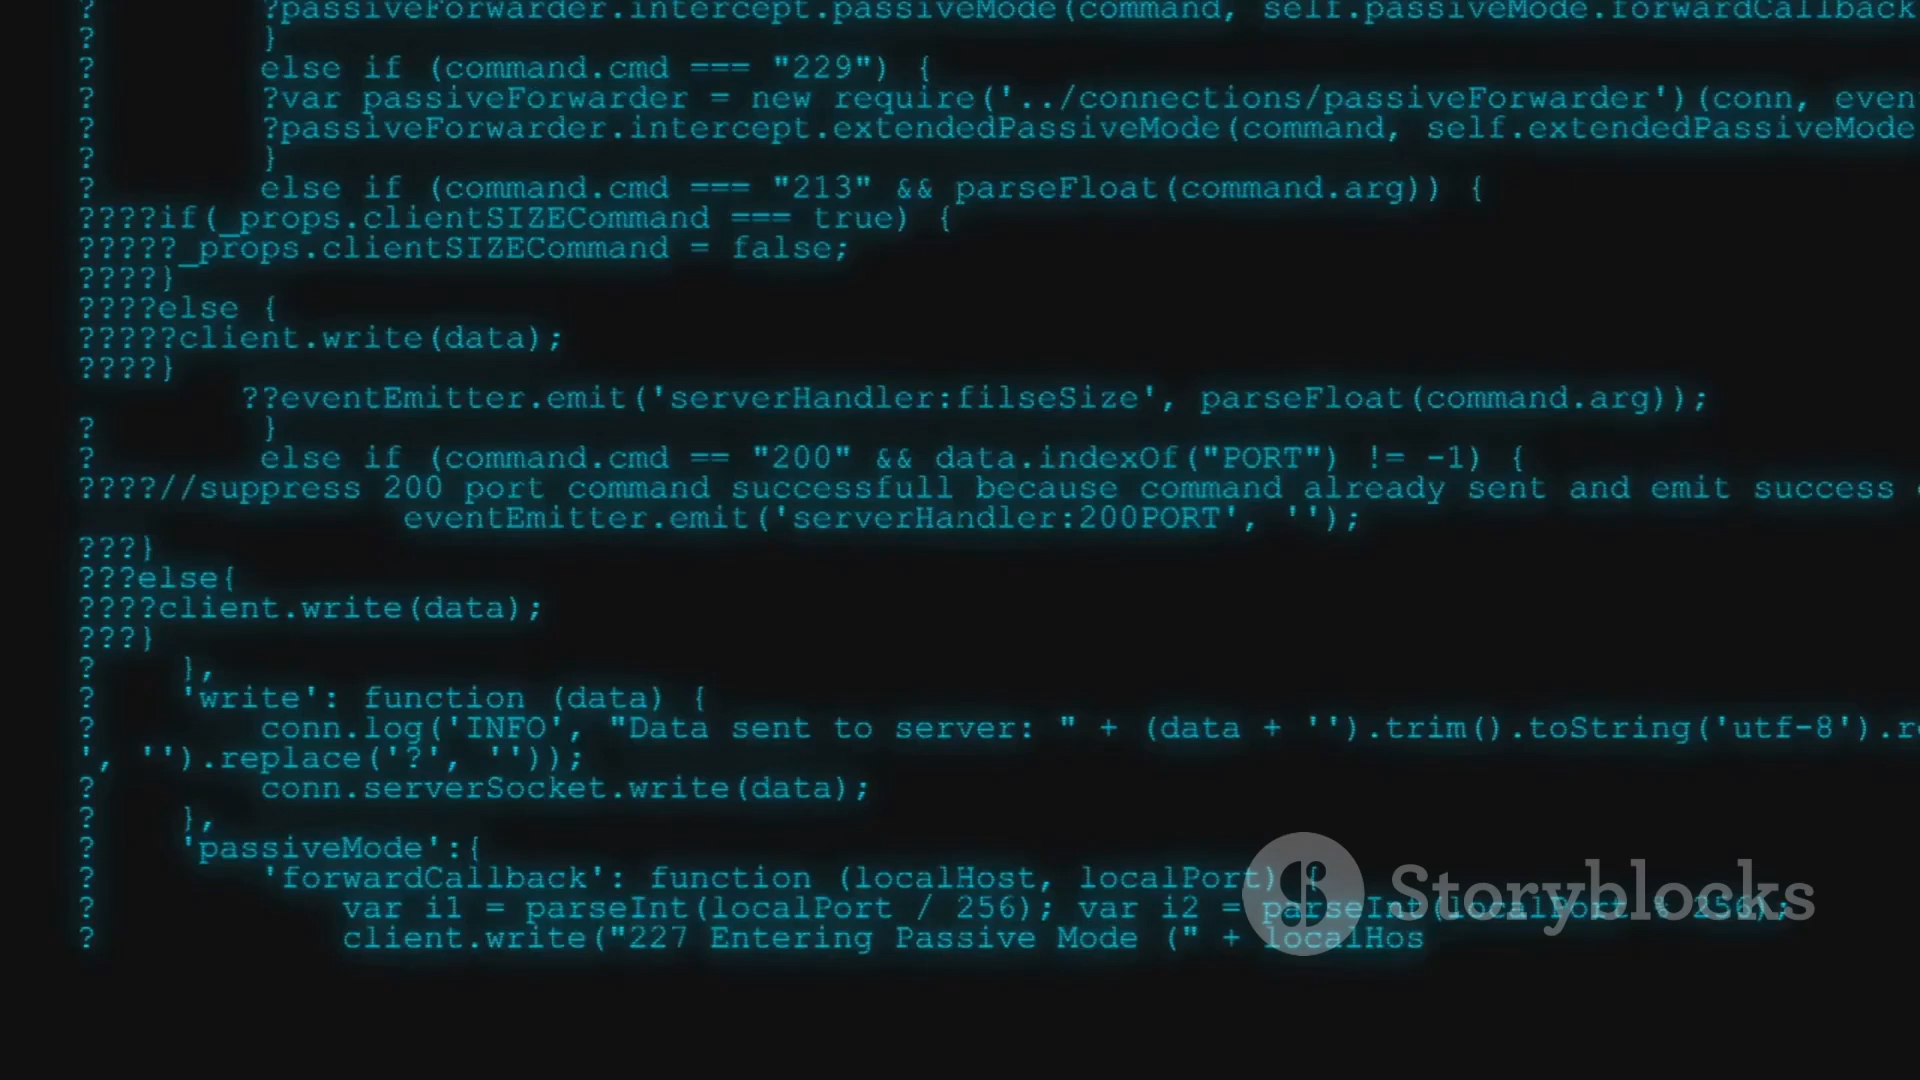 ?        ?passiveForwarder.intercept.passiveMode(command, self.passiveMode.forwardCallback
?        }
?        else if (command.cmd === "229") {
?        ?var passiveForwarder = new require('../connections/passiveForwarder')(conn, even
?        ?passiveForwarder.intercept.extendedPassiveMode(command, self.extendedPassiveMode
?        }
?        else if (command.cmd === "213" && parseFloat(command.arg)) {
????if(_props.clientSIZECommand === true) {
?????_props.clientSIZECommand = false;
????}
????else {
?????client.write(data);
????}
        ??eventEmitter.emit('serverHandler:filseSize', parseFloat(command.arg));
?        }
?        else if (command.cmd == "200" && data.indexOf("PORT") != -1) {
????//suppress 200 port command successfull because command already sent and emit success
                eventEmitter.emit('serverHandler:200PORT', '');
???}
???else{
????client.write(data);
???}
?    },
?    'write': function (data) {
?        conn.log('INFO', "Data sent to server: " + (data + '').trim().toString('utf-8').re
', '').replace('?', ''));
?        conn.serverSocket.write(data);
?    },
?    'passiveMode':{
?        'forwardCallback': function (localHost, localPort) {
?            var i1 = parseInt(localPort / 256); var i2 = parseInt(localPort % 256);
?            client.write("227 Entering Passive Mode (" + localHos
Storyblocks